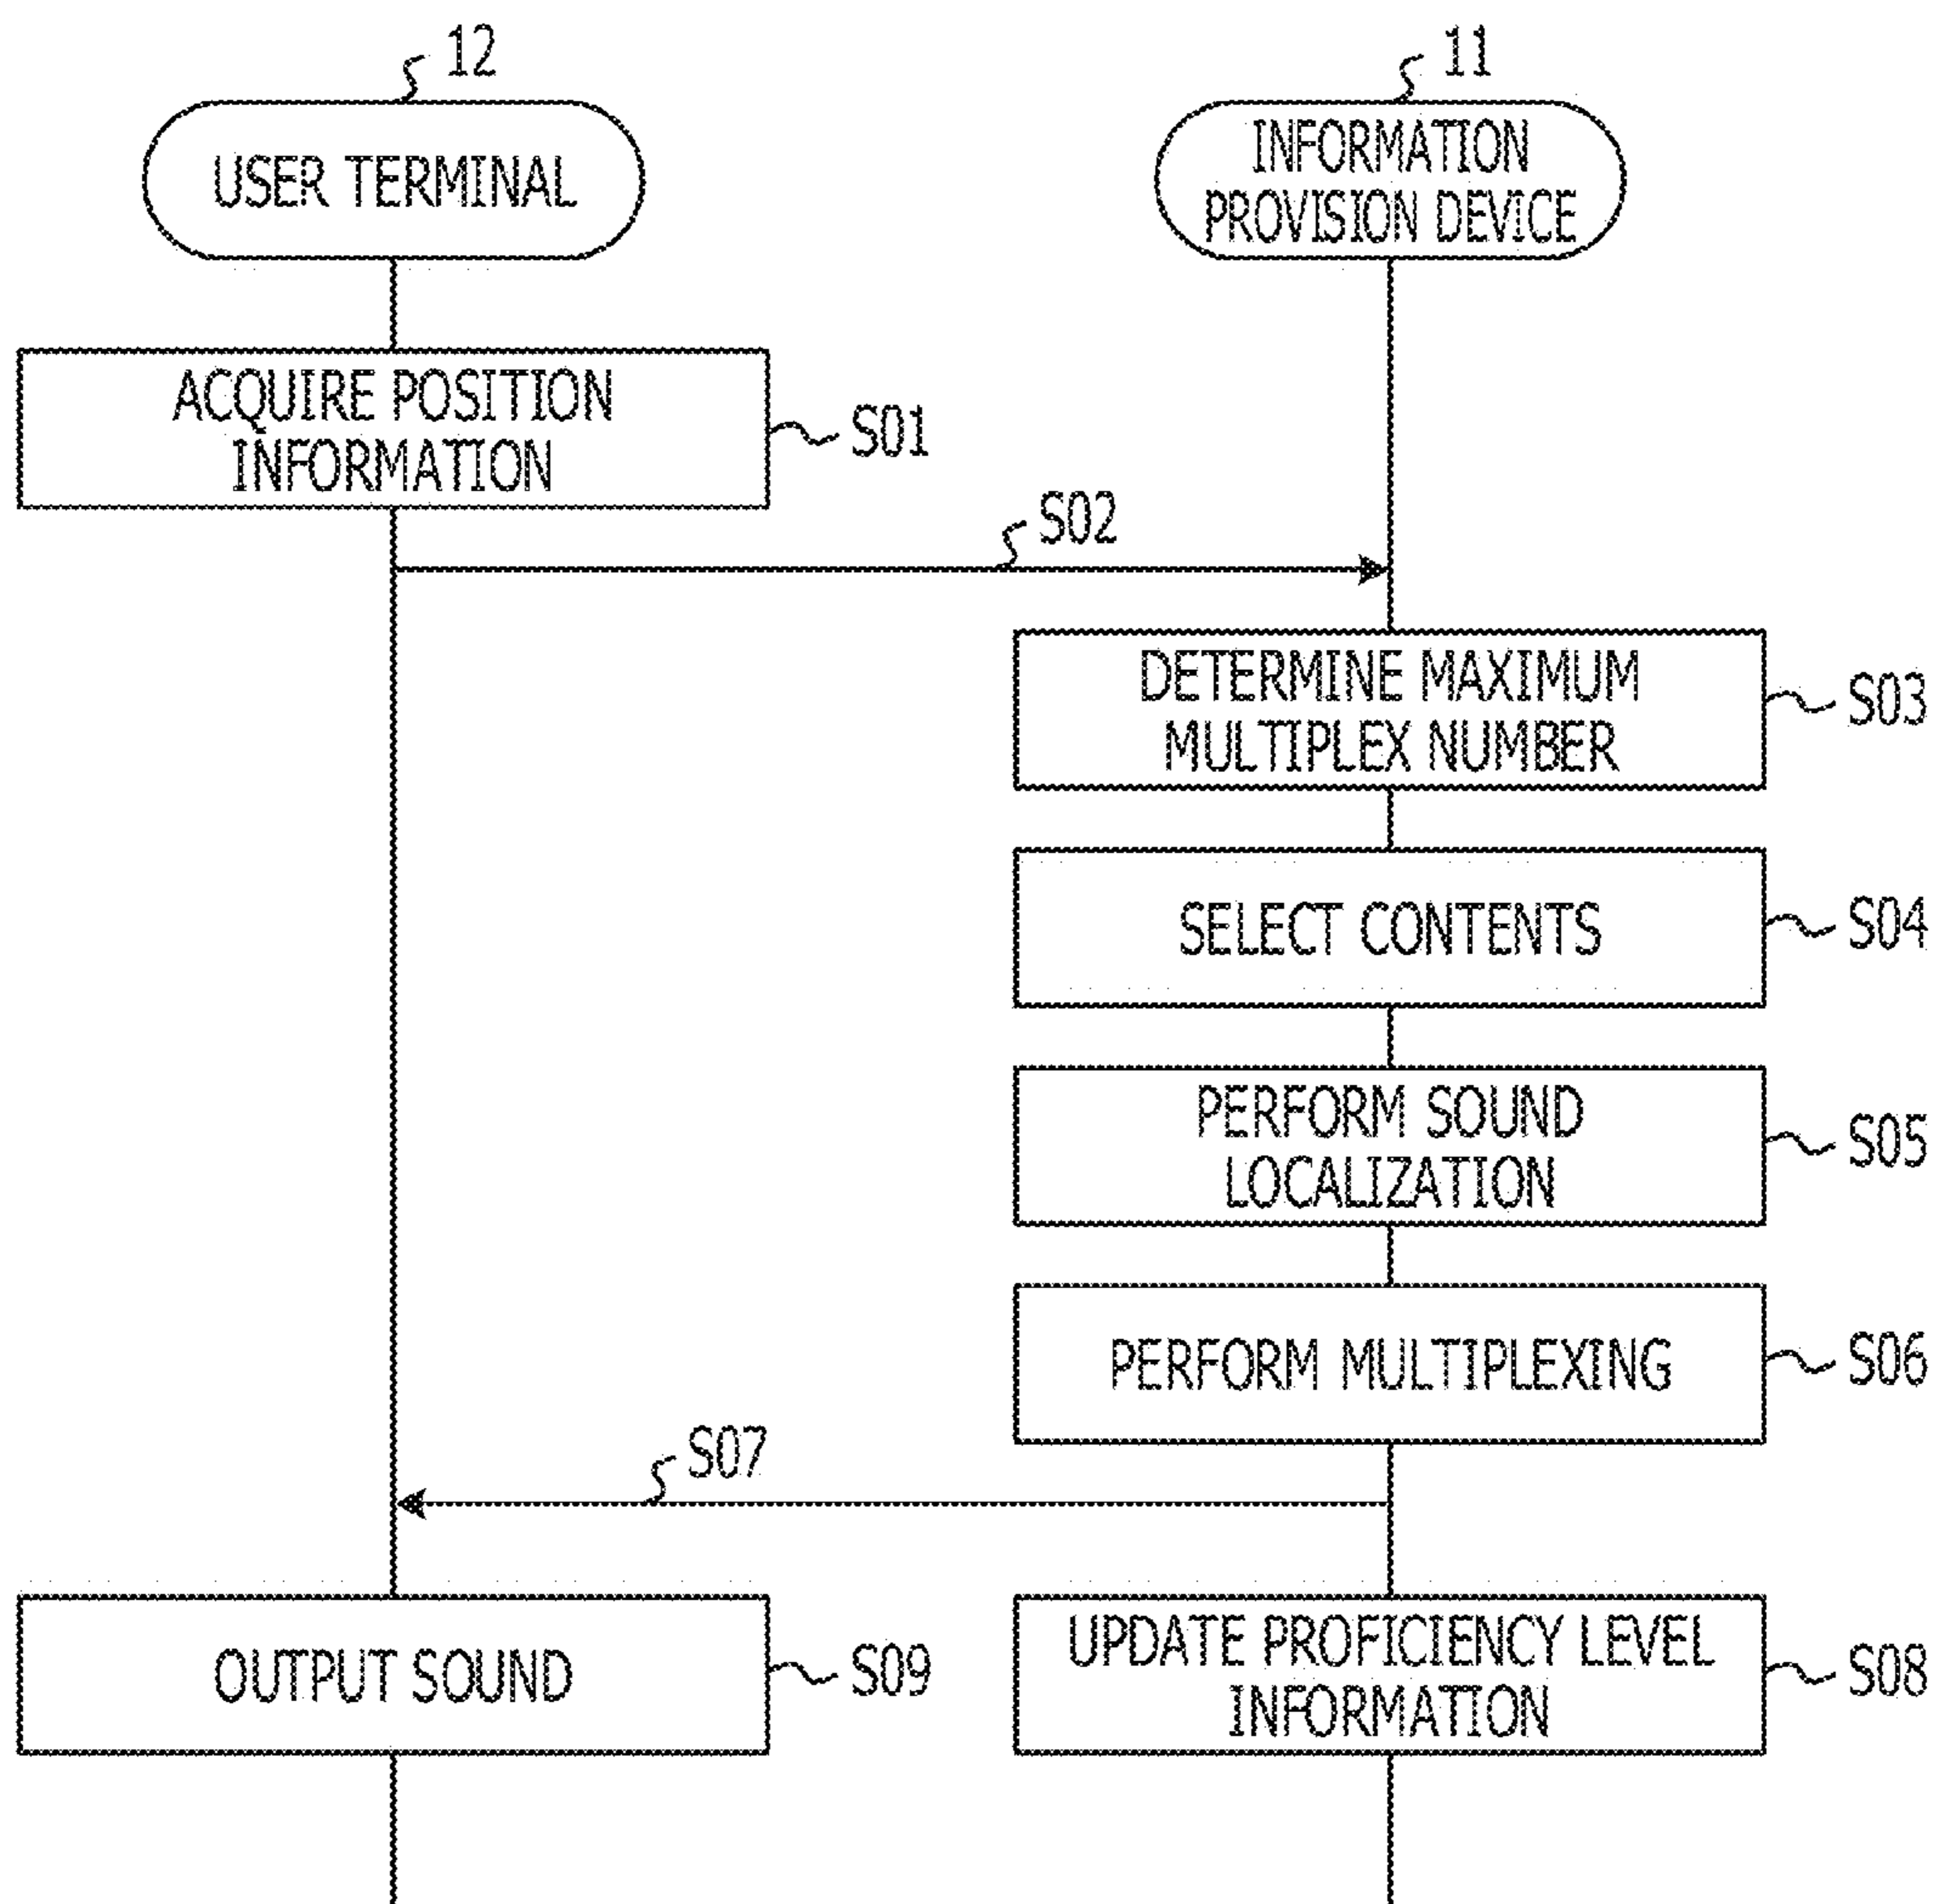 12
11
USER TERMINAL
INFORMATION
PROVISION DEVICE
ACQUIRE POSITION
INFORMATION
S01
S02
DETERMINE MAXIMUM
MULTIPLEX NUMBER
S03
SELECT CONTENTS
S04
PERFORM SOUND
LOCALIZATION
S05
PERFORM MULTIPLEXING
S06
S07
OUTPUT SOUND
S09
UPDATE PROFICIENCY LEVEL
INFORMATION
S08